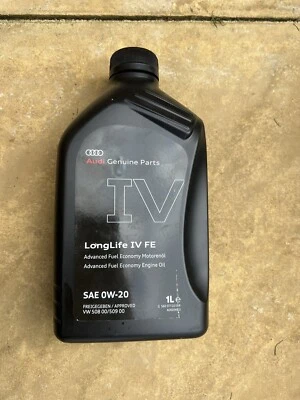 Audi Genuine Parts
IV
LongLife IV FE
Advanced Fuel Economy Motorenöl
Advanced Fuel Economy Engine Oil
SAE 0W-20
1L e
FREIGEGEBEN / APPROVED
VW 508 00/509 00